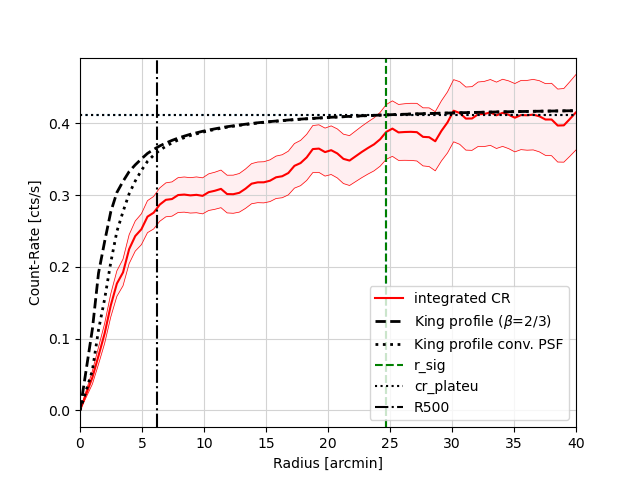 Count-Rate [cts/s]
0.4
0.3
0.2
0.1
0.0
integrated CR
King profile (β=2/3)
King profile conv. PSF
r_sig
cr_plateu
R500
0 5 10 15 20 25 30 35 40
Radius [arcmin]